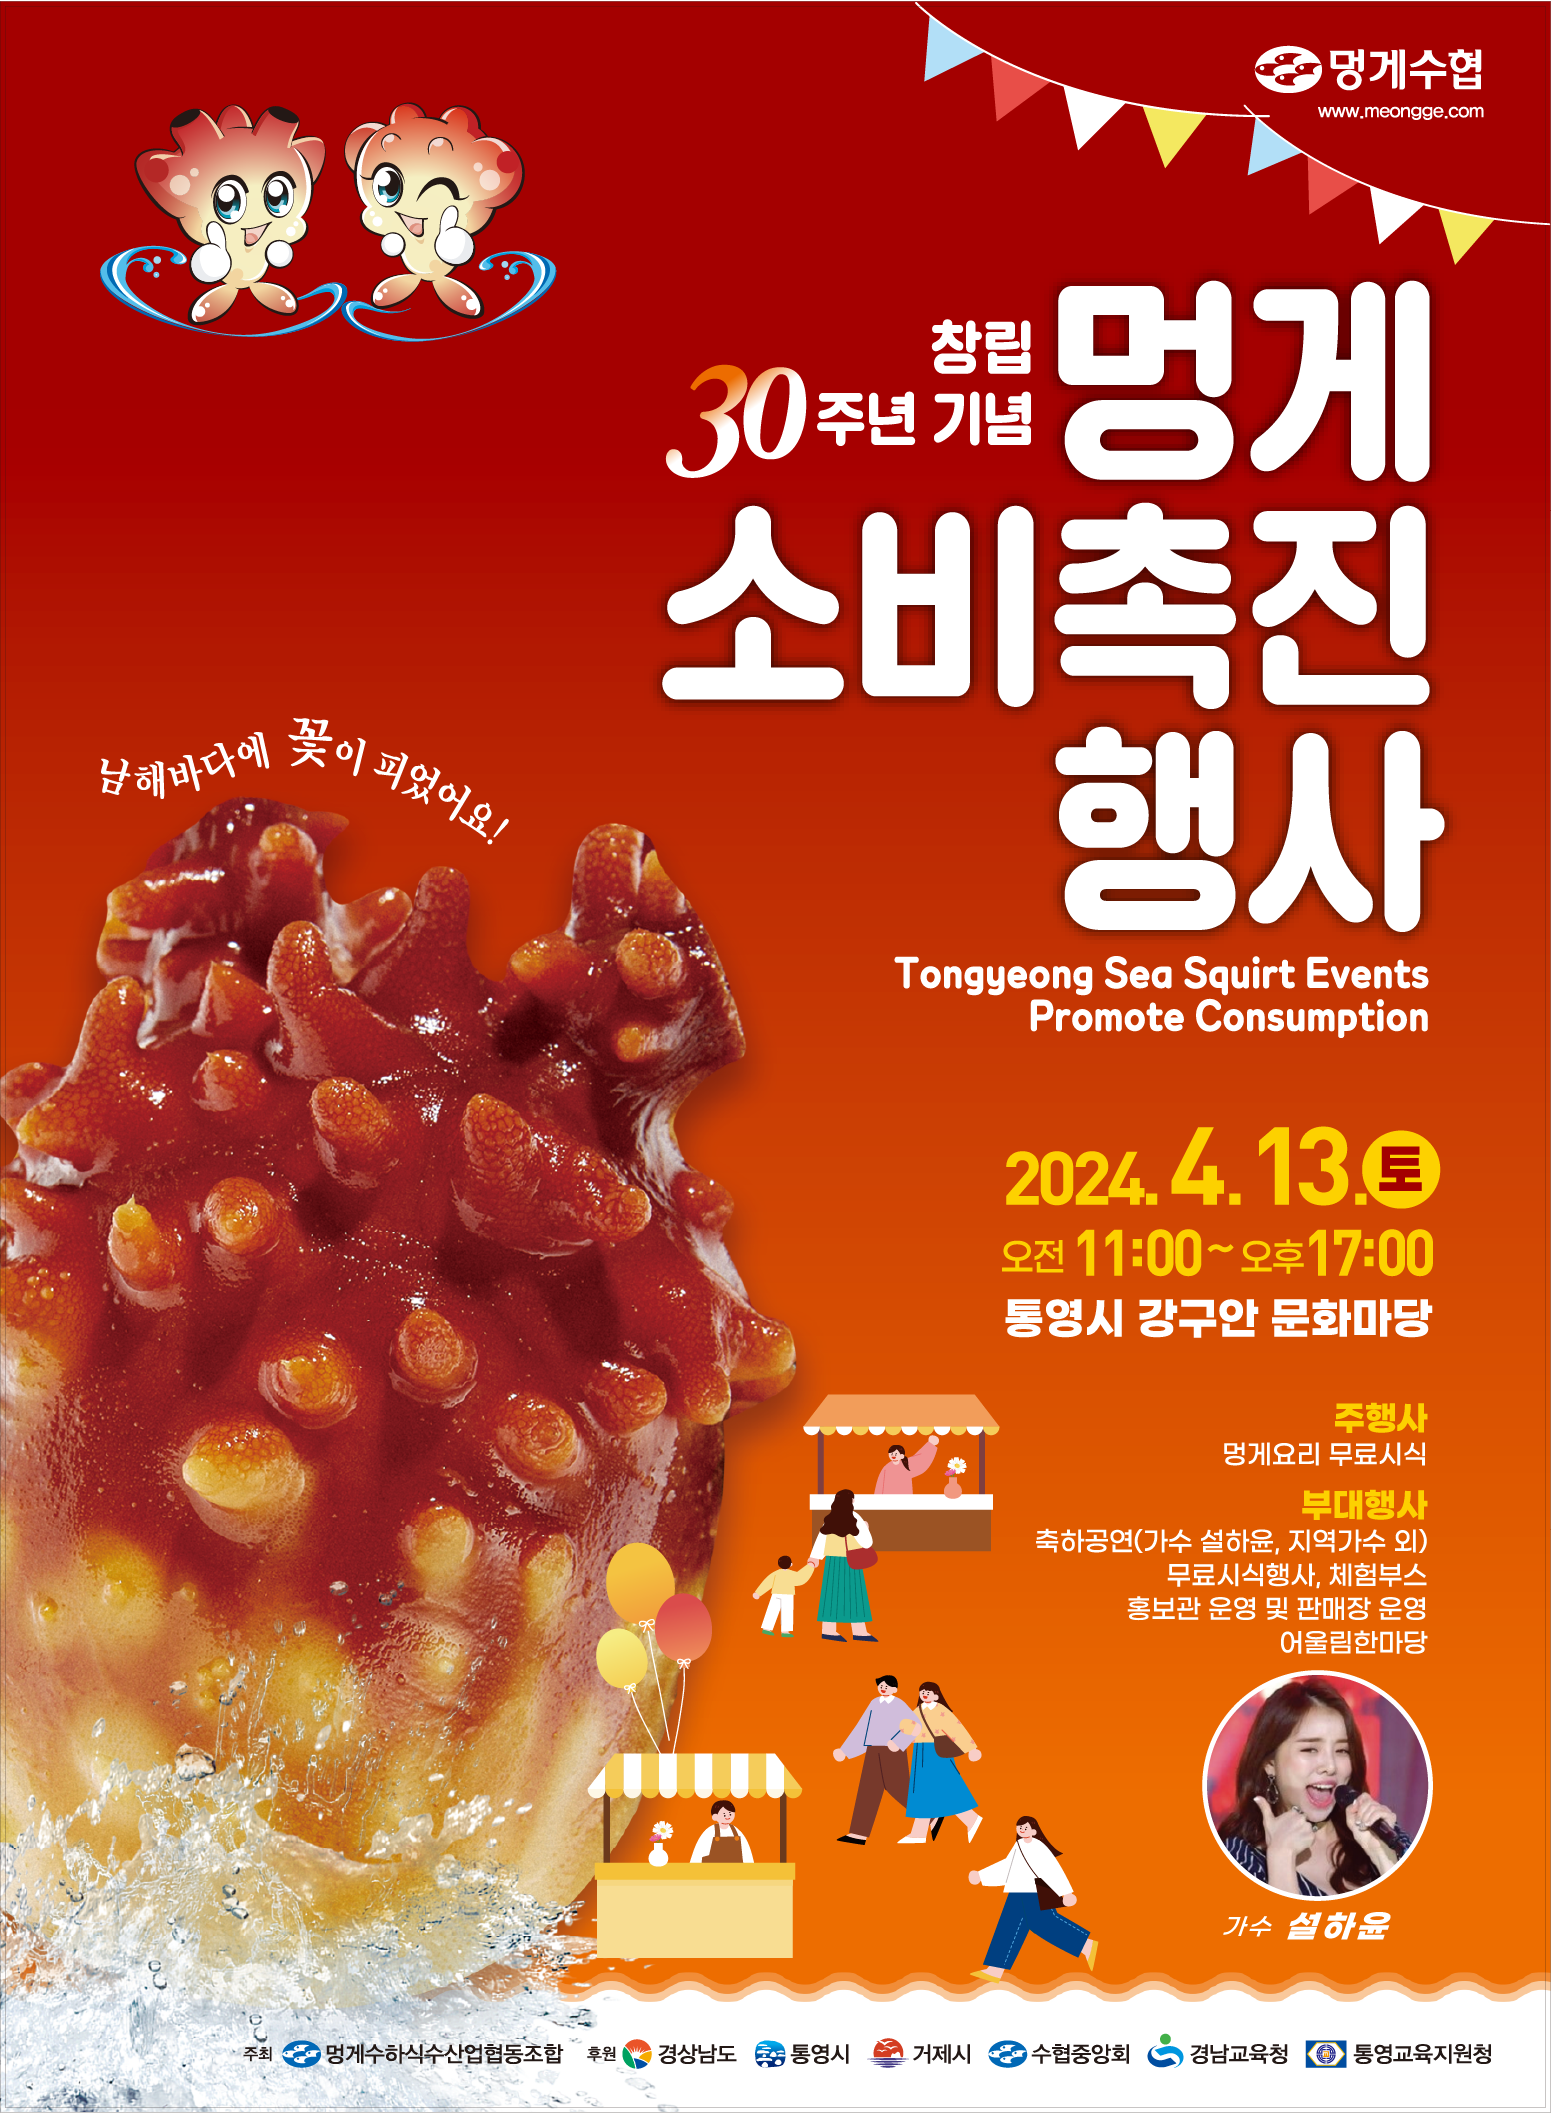 멍게수협
www.meongge.com
창립
30주년 기념
멍게
소비촉진
행사
남해바다에 꽃이 피었어요!
Tongyeong Sea Squirt Events
Promote Consumption
2024. 4. 13. 토
오전 11:00 ~ 오후 17:00
통영시 강구안 문화마당
주행사
멍게요리 무료시식
부대행사
축하공연(가수 설하윤, 지역가수 외)
무료시식행사, 체험부스
홍보관 운영 및 판매장 운영
어울림한마당
가수 설하윤
주최 멍게수하식수산업협동조합 후원 경상남도 통영시 거제시 수협중앙회 경남교육청 통영교육지원청